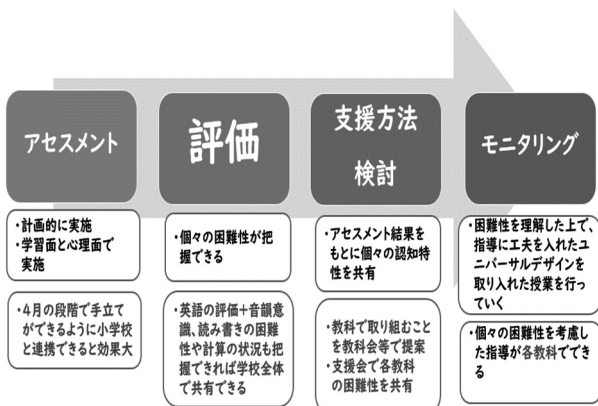 アセスメント
評価
支援方法
検討
モニタリング
・計画的に実施
・学習面と心理面で
実施
・個々の困難性が把
握できる
・アセスメント結果を
もとに個々の認知特
性を共有
・困難性を理解した上で、
指導に工夫を入れたユ
ニバーサルデザインを
取り入れた授業を行っ
ていく
・4月の段階で手立て
ができるように小学校
と連携できると効果大
・英語の評価+音韻意
識、読み書きの困難
性や計算の状況も把
握できれば学校全体
で共有できる
・教科で取り組むこと
を教科会等で提案
・支援会で各教科
の困難性を共有
・個々の困難性を考慮し
た指導が各教科ででき
る